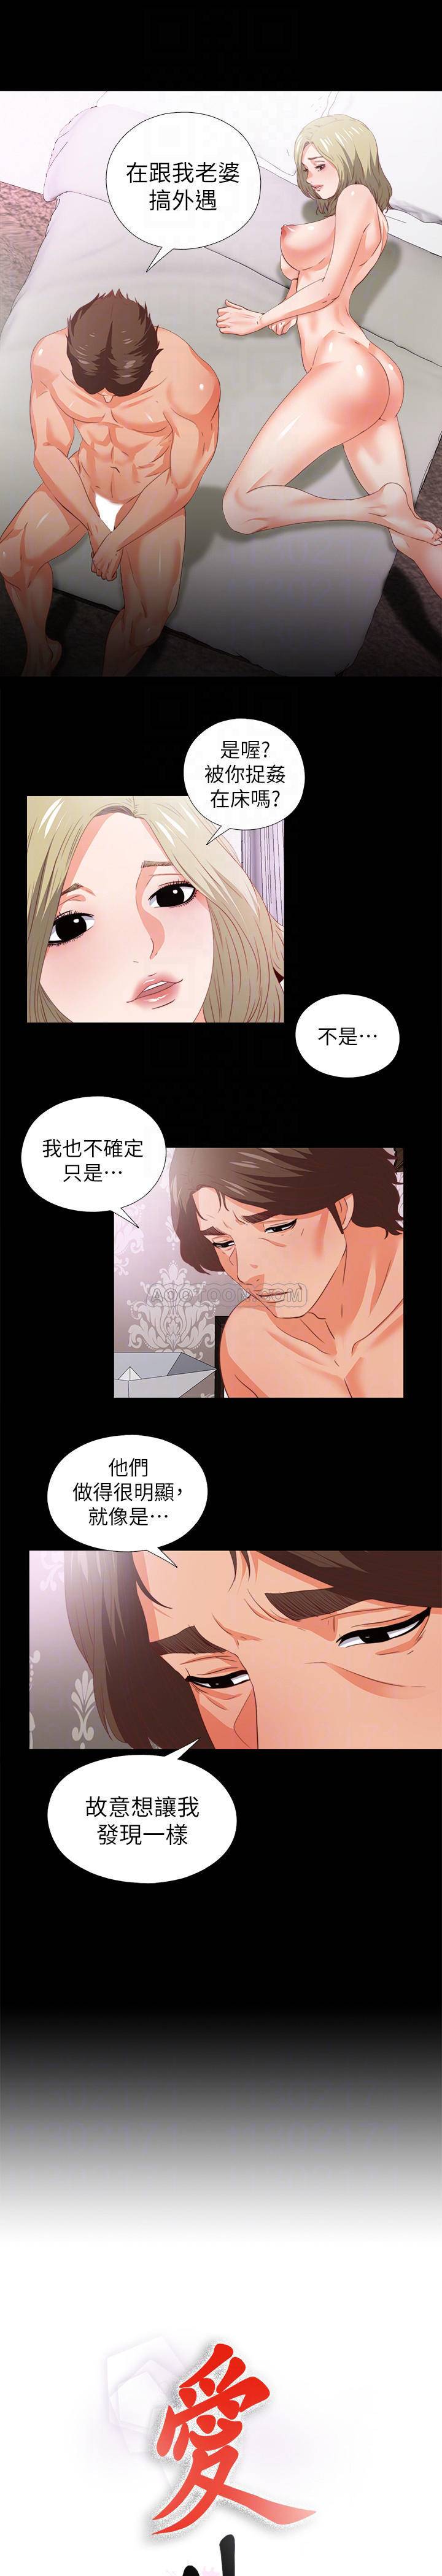 在跟我老婆
搞外遇
是喔?
被你捉姦
在床嗎?
不是…
我也不確定
只是…
AOQTOOM.COM
他們
做得很明顯，
就像是…
故意想讓我
發現一樣
愛